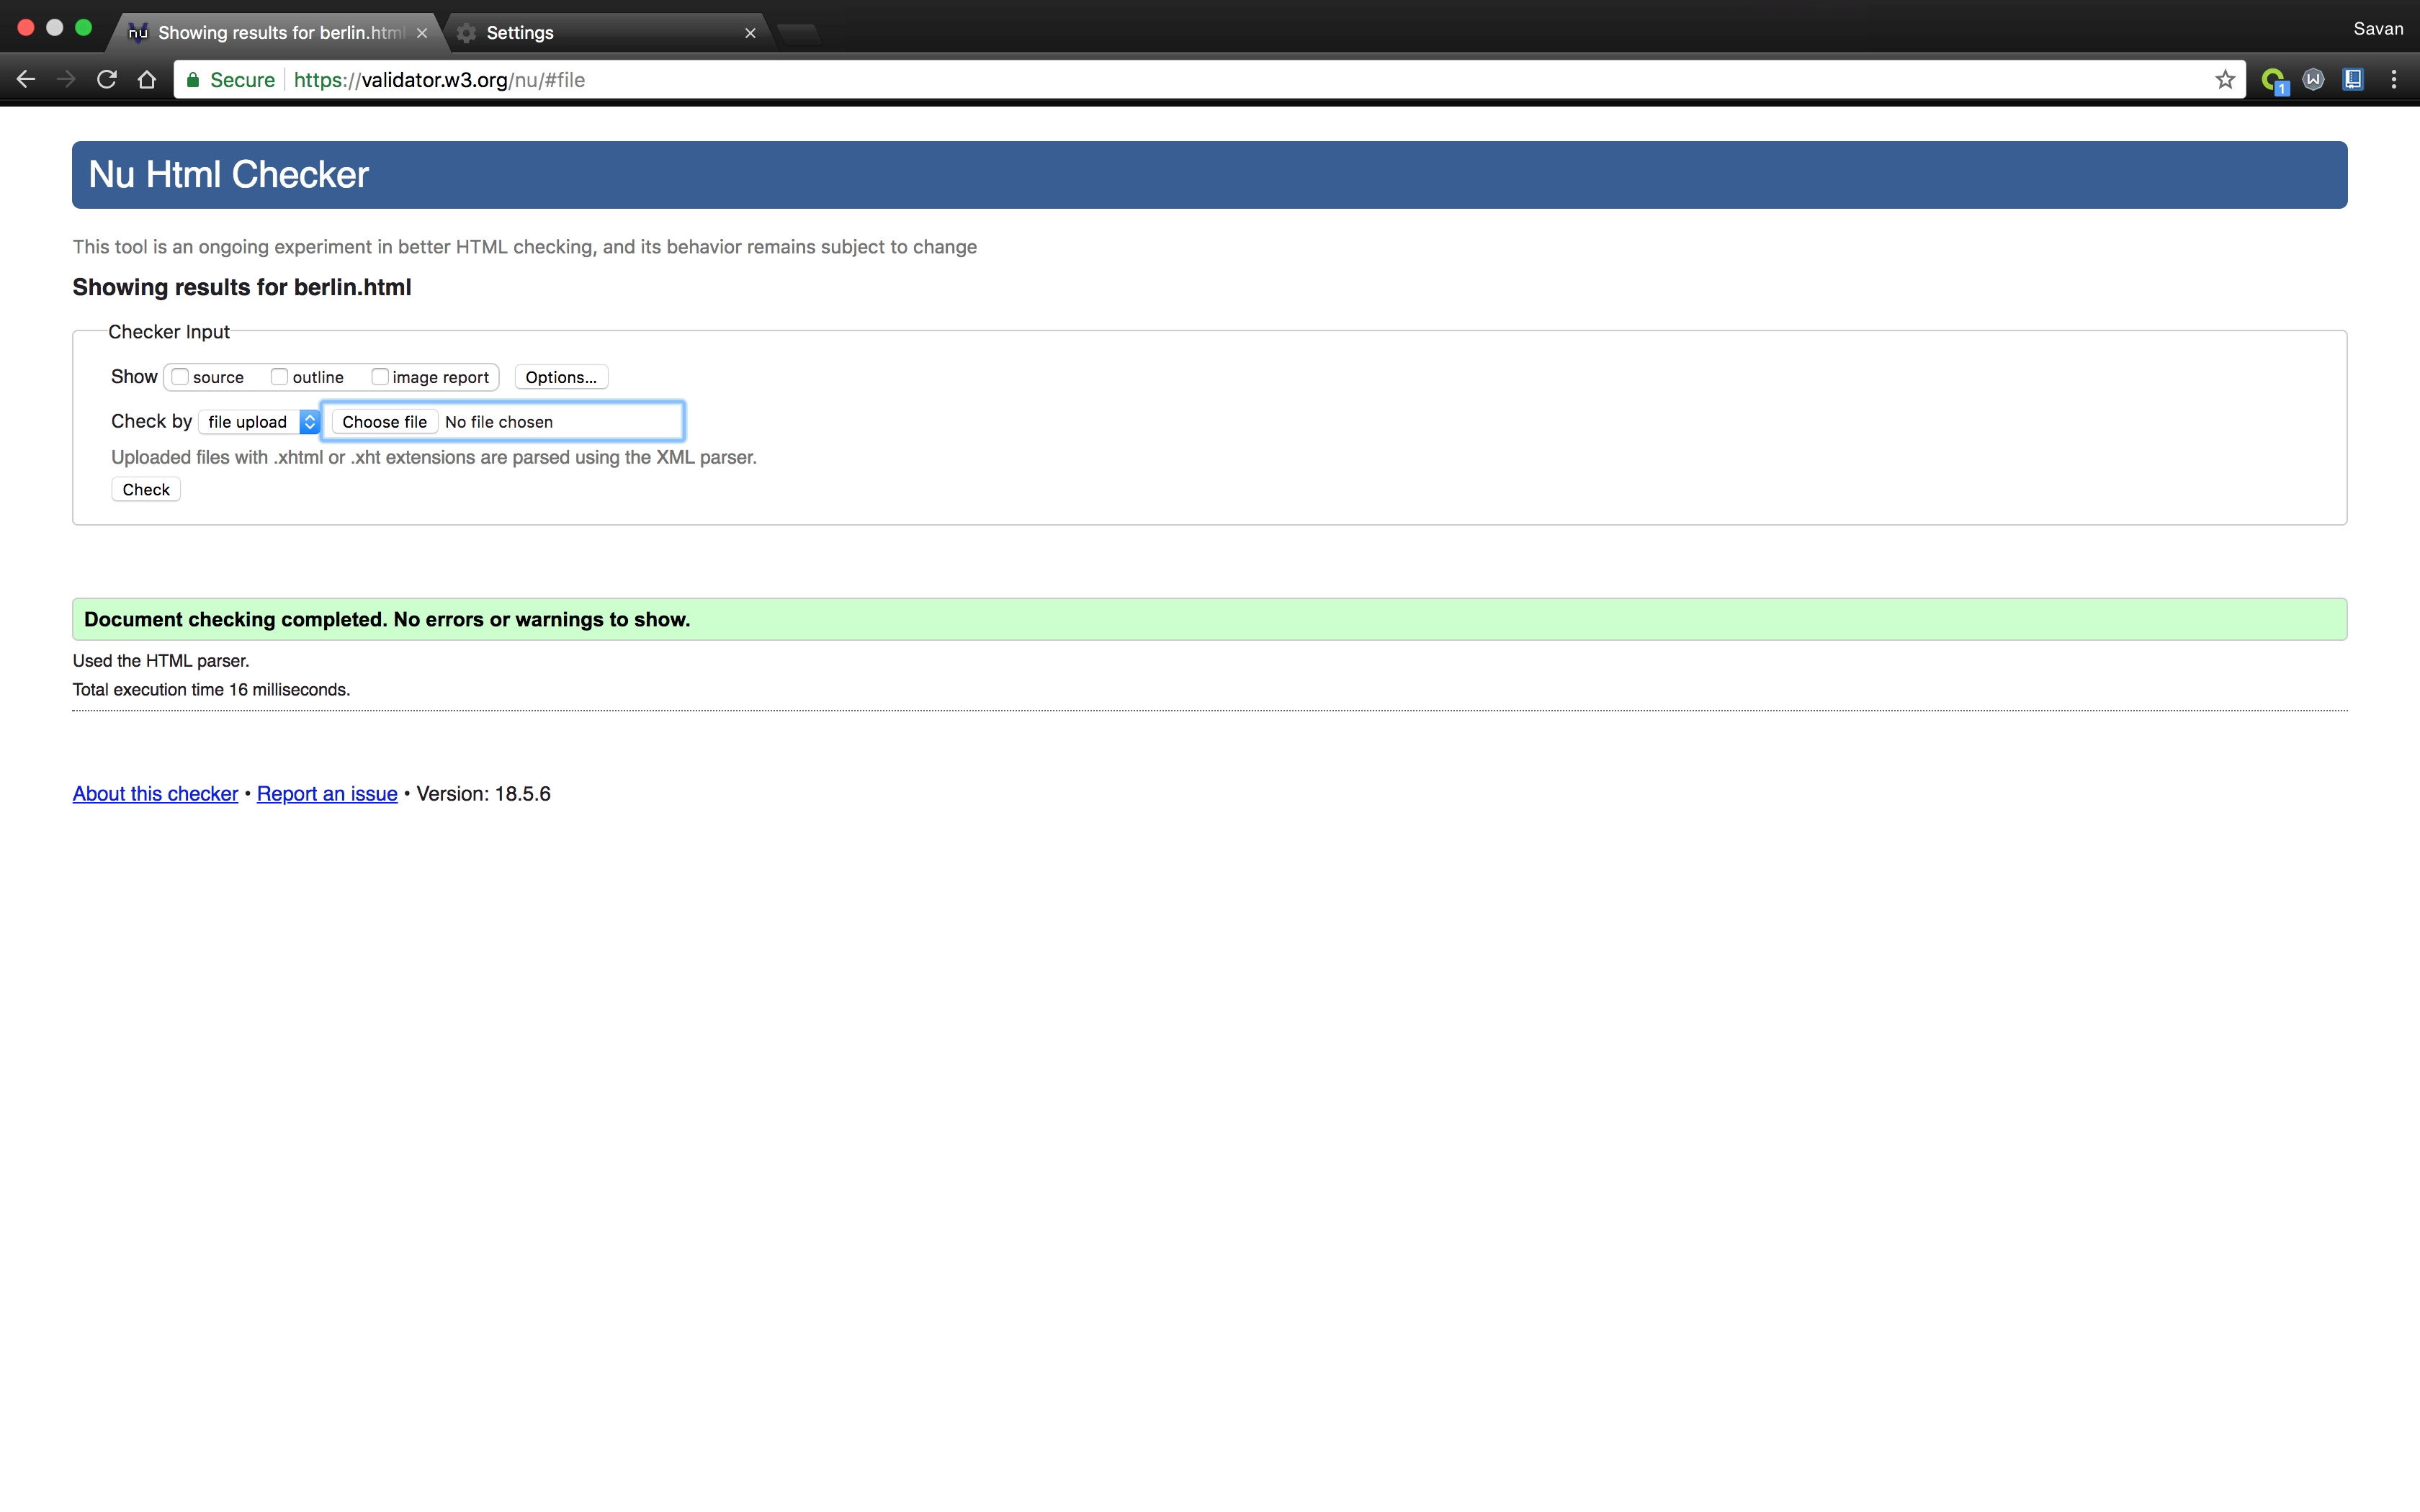 nu Showing results for berlin.html
Settings
Savan
Secure https://validator.w3.org/nu/#file
1
W
Nu Html Checker
This tool is an ongoing experiment in better HTML checking, and its behavior remains subject to change
Showing results for berlin.html
Checker Input
Show source outline image report Options...
Check by file upload Choose file No file chosen
Uploaded files with .xhtml or .xht extensions are parsed using the XML parser.
Check
Document checking completed. No errors or warnings to show.
Used the HTML parser.
Total execution time 16 milliseconds.
About this checker • Report an issue • Version: 18.5.6